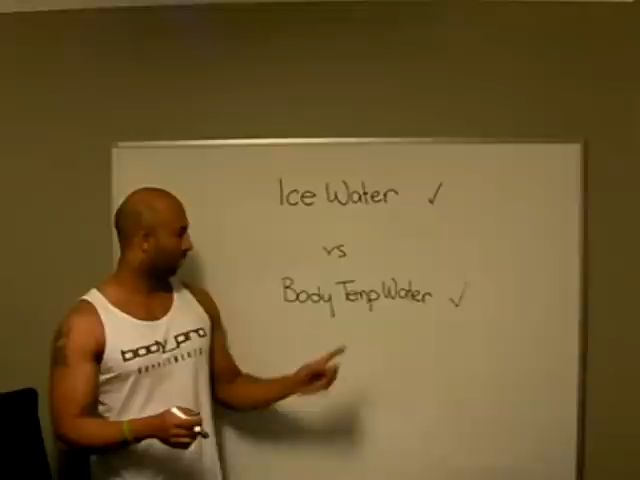 Ice Water ✓
vs
Body Temp Water ✓
body_pro